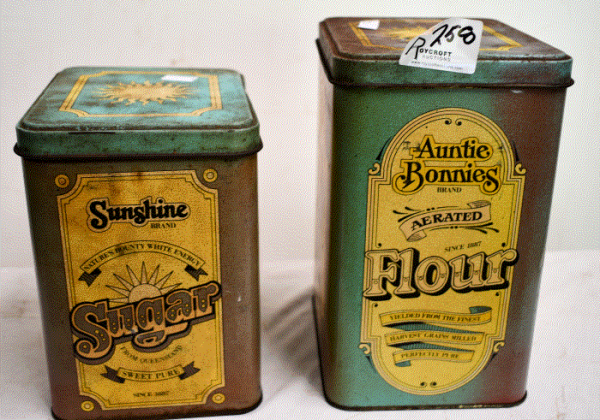 Sunshine
BRAND
NATURE'S BOUNTY WHITE ENERGY
Sugar
FROM QUEENSLAND
SWEET PURE
SINCE 1887
258
ROYCROFT
AUCTIONS
Auntie
Bonnies
BRAND
AERATED
SINCE 1887
Flour
YIELDED FROM THE FINEST
HARVEST GRAINS MILLED
PERFECTLY PURE